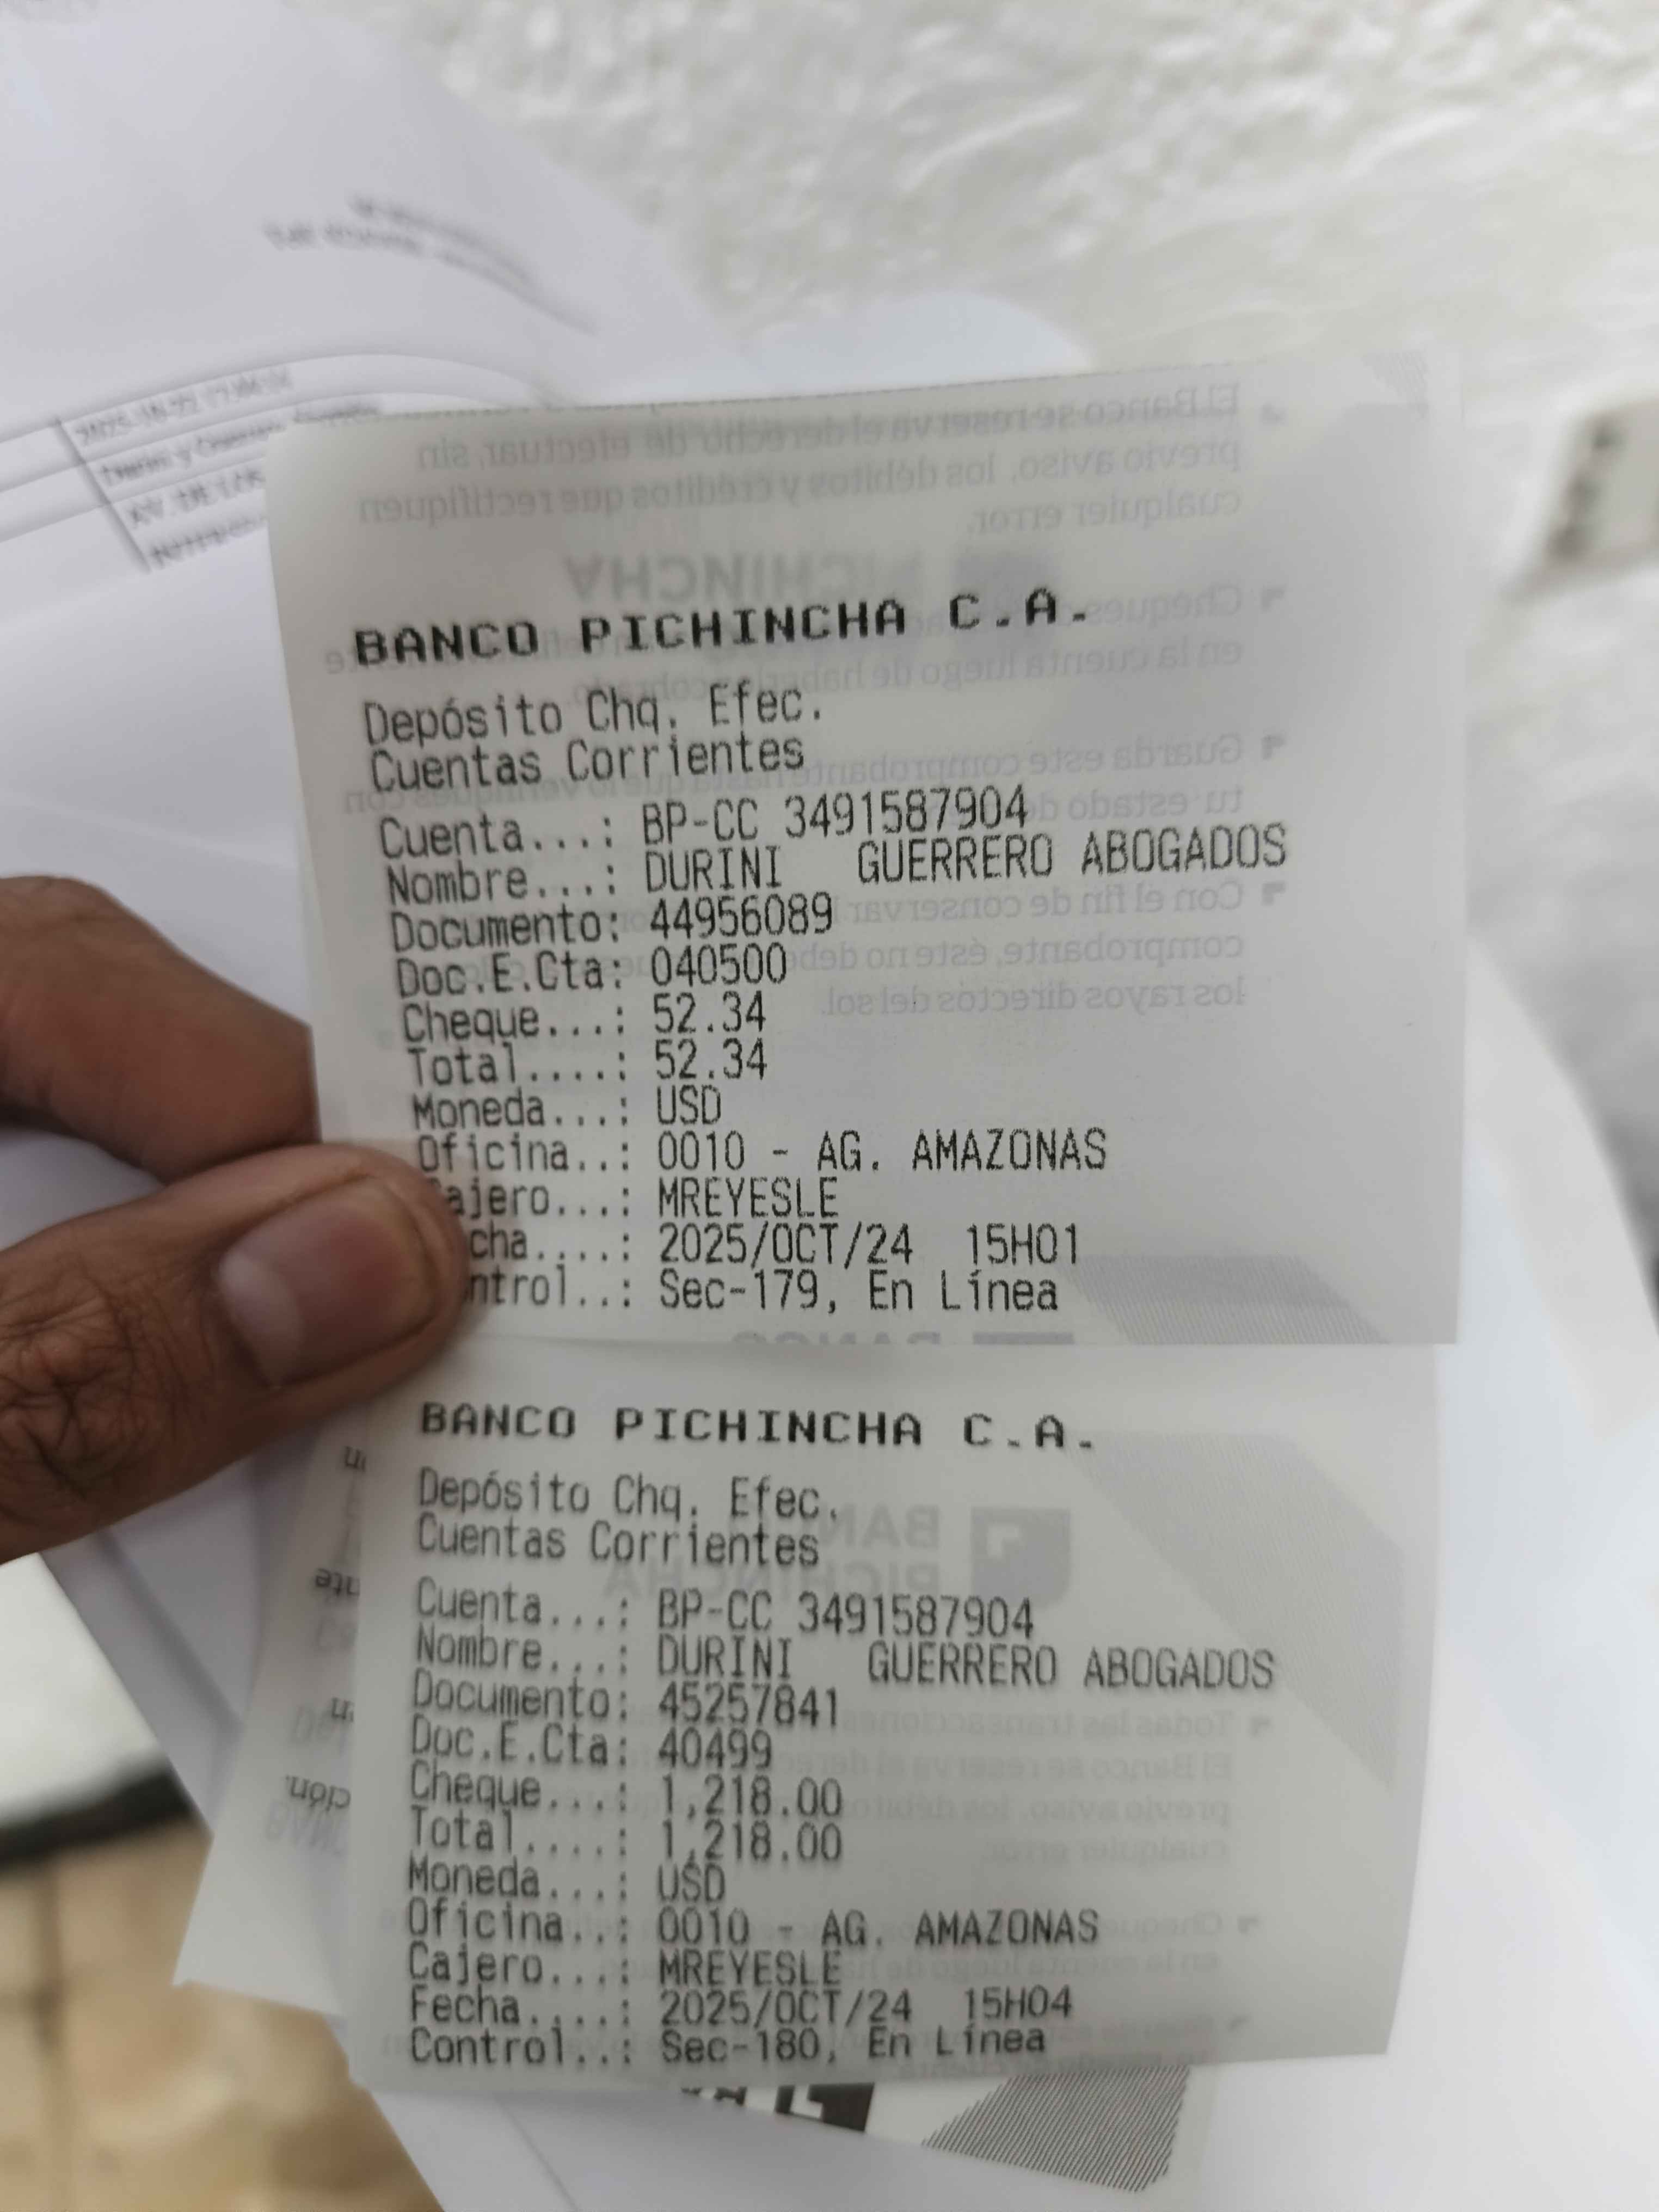 BANCO PICHINCHA C.A.
Depósito Chq. Efec.
Cuentas Corrientes
Cuenta...: BP-CC 3491587904
Nombre...: DURINI GUERRERO ABOGADOS
Documento: 44956089
Doc.E.Cta: 040500
Cheque...: 52.34
Total....: 52.34
Moneda...: USD
Oficina..: 0010 - AG. AMAZONAS
ajero...: MREYESLE
cha....: 2025/OCT/24 15H01
ntrol..: Sec-179, En Línea
BANCO PICHINCHA C.A.
Depósito Chq. Efec.
Cuentas Corrientes
Cuenta...: BP-CC 3491587904
Nombre...: DURINI GUERRERO ABOGADOS
Documento: 45257841
Doc.E.Cta: 40499
Cheque...: 1,218.00
Total....: 1,218.00
Moneda...: USD
Oficina..: 0010 - AG. AMAZONAS
Cajero...: MREYESLE
Fecha....: 2025/OCT/24 15H04
Control..: Sec-180, En Línea